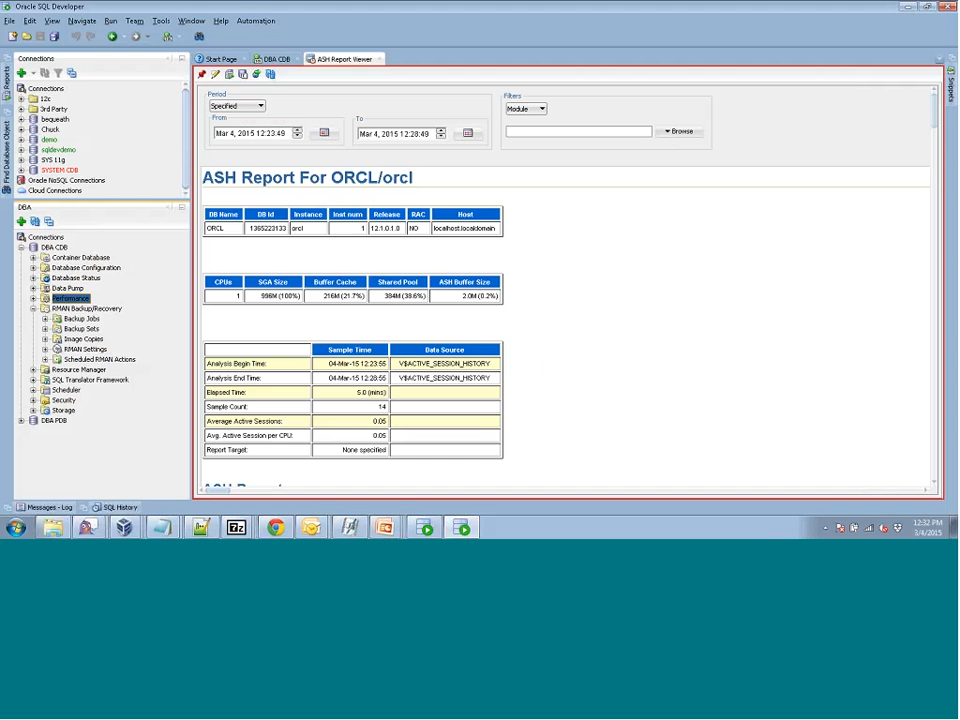 Oracle SQL Developer
File Edit View Navigate Run Team Tools Window Help Automation
Connections
Connections
12c
3rd Party
bequeath
Chuck
demo
sqldevdemo
SYS 11g
SYSTEM CDB
Oracle NoSQL Connections
Cloud Connections
Reports
Find Database Object
DBA
Connections
DBA CDB
Container Database
Database Configuration
Database Status
Data Pump
Performance
RMAN Backup/Recovery
Backup Jobs
Backup Sets
Image Copies
RMAN Settings
Scheduled RMAN Actions
Resource Manager
SQL Translator Framework
Scheduler
Security
Storage
DBA PDB
Start Page DBA CDB ASH Report Viewer
Snippets
Period
Specified
From
Mar 4, 2015 12:23:49
To
Mar 4, 2015 12:28:49
Filters
Module
Browse
ASH Report For ORCL/orcl
DB Name DB Id Instance Inst num Release RAC Host
ORCL 1365223133 orcl 1 12.1.0.1.0 NO localhost.localdomain
CPUs SGA Size Buffer Cache Shared Pool ASH Buffer Size
1 996M (100%) 216M (21.7%) 384M (38.6%) 2.0M (0.2%)
Sample Time Data Source
Analysis Begin Time: 04-Mar-15 12:23:55 V$ACTIVE_SESSION_HISTORY
Analysis End Time: 04-Mar-15 12:28:55 V$ACTIVE_SESSION_HISTORY
Elapsed Time: 5.0 (mins)
Sample Count: 14
Average Active Sessions: 0.05
Avg. Active Session per CPU: 0.05
Report Target: None specified
ASH Report
Messages - Log SQL History
12:32 PM
3/4/2015